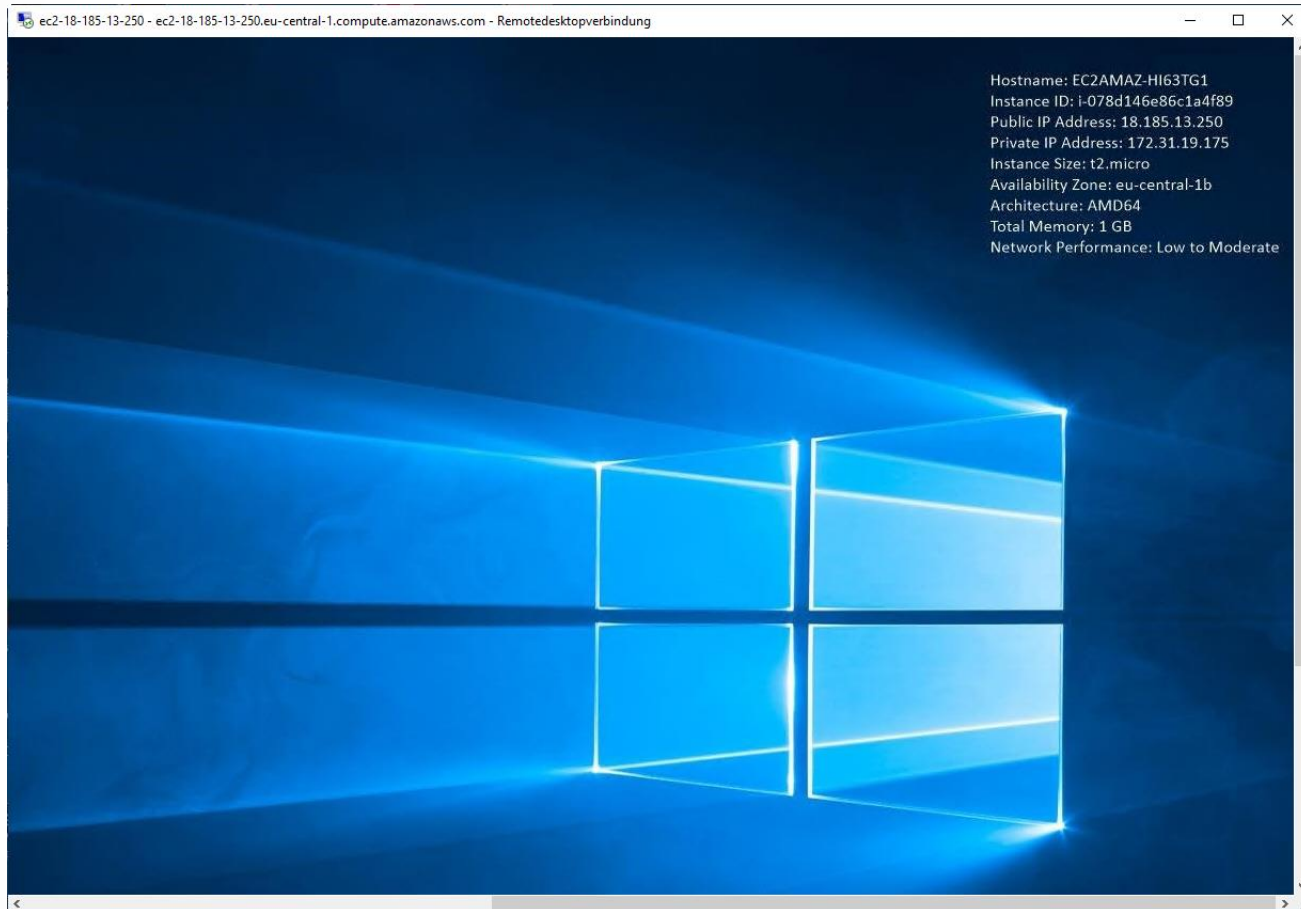 ec2-18-185-13-250 - ec2-18-185-13-250.eu-central-1.compute.amazonaws.com - Remotedesktopverbindung
Hostname: EC2AMAZ-HI63TG1
Instance ID: i-078d146e86c1a4f89
Public IP Address: 18.185.13.250
Private IP Address: 172.31.19.175
Instance Size: t2.micro
Availability Zone: eu-central-1b
Architecture: AMD64
Total Memory: 1 GB
Network Performance: Low to Moderate